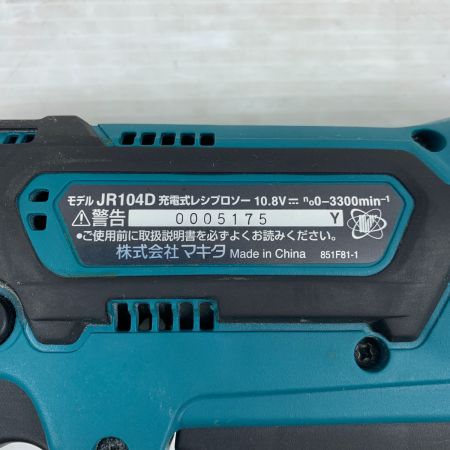 モデル JR104D 充電式レシプロソー 10.8V⎓ n₀0-3300min⁻¹
⚠警告 0005175 Y
●ご使用前に取扱説明書を必ずよくお読みください。
株式会社マキタ Made in China 851F81-1